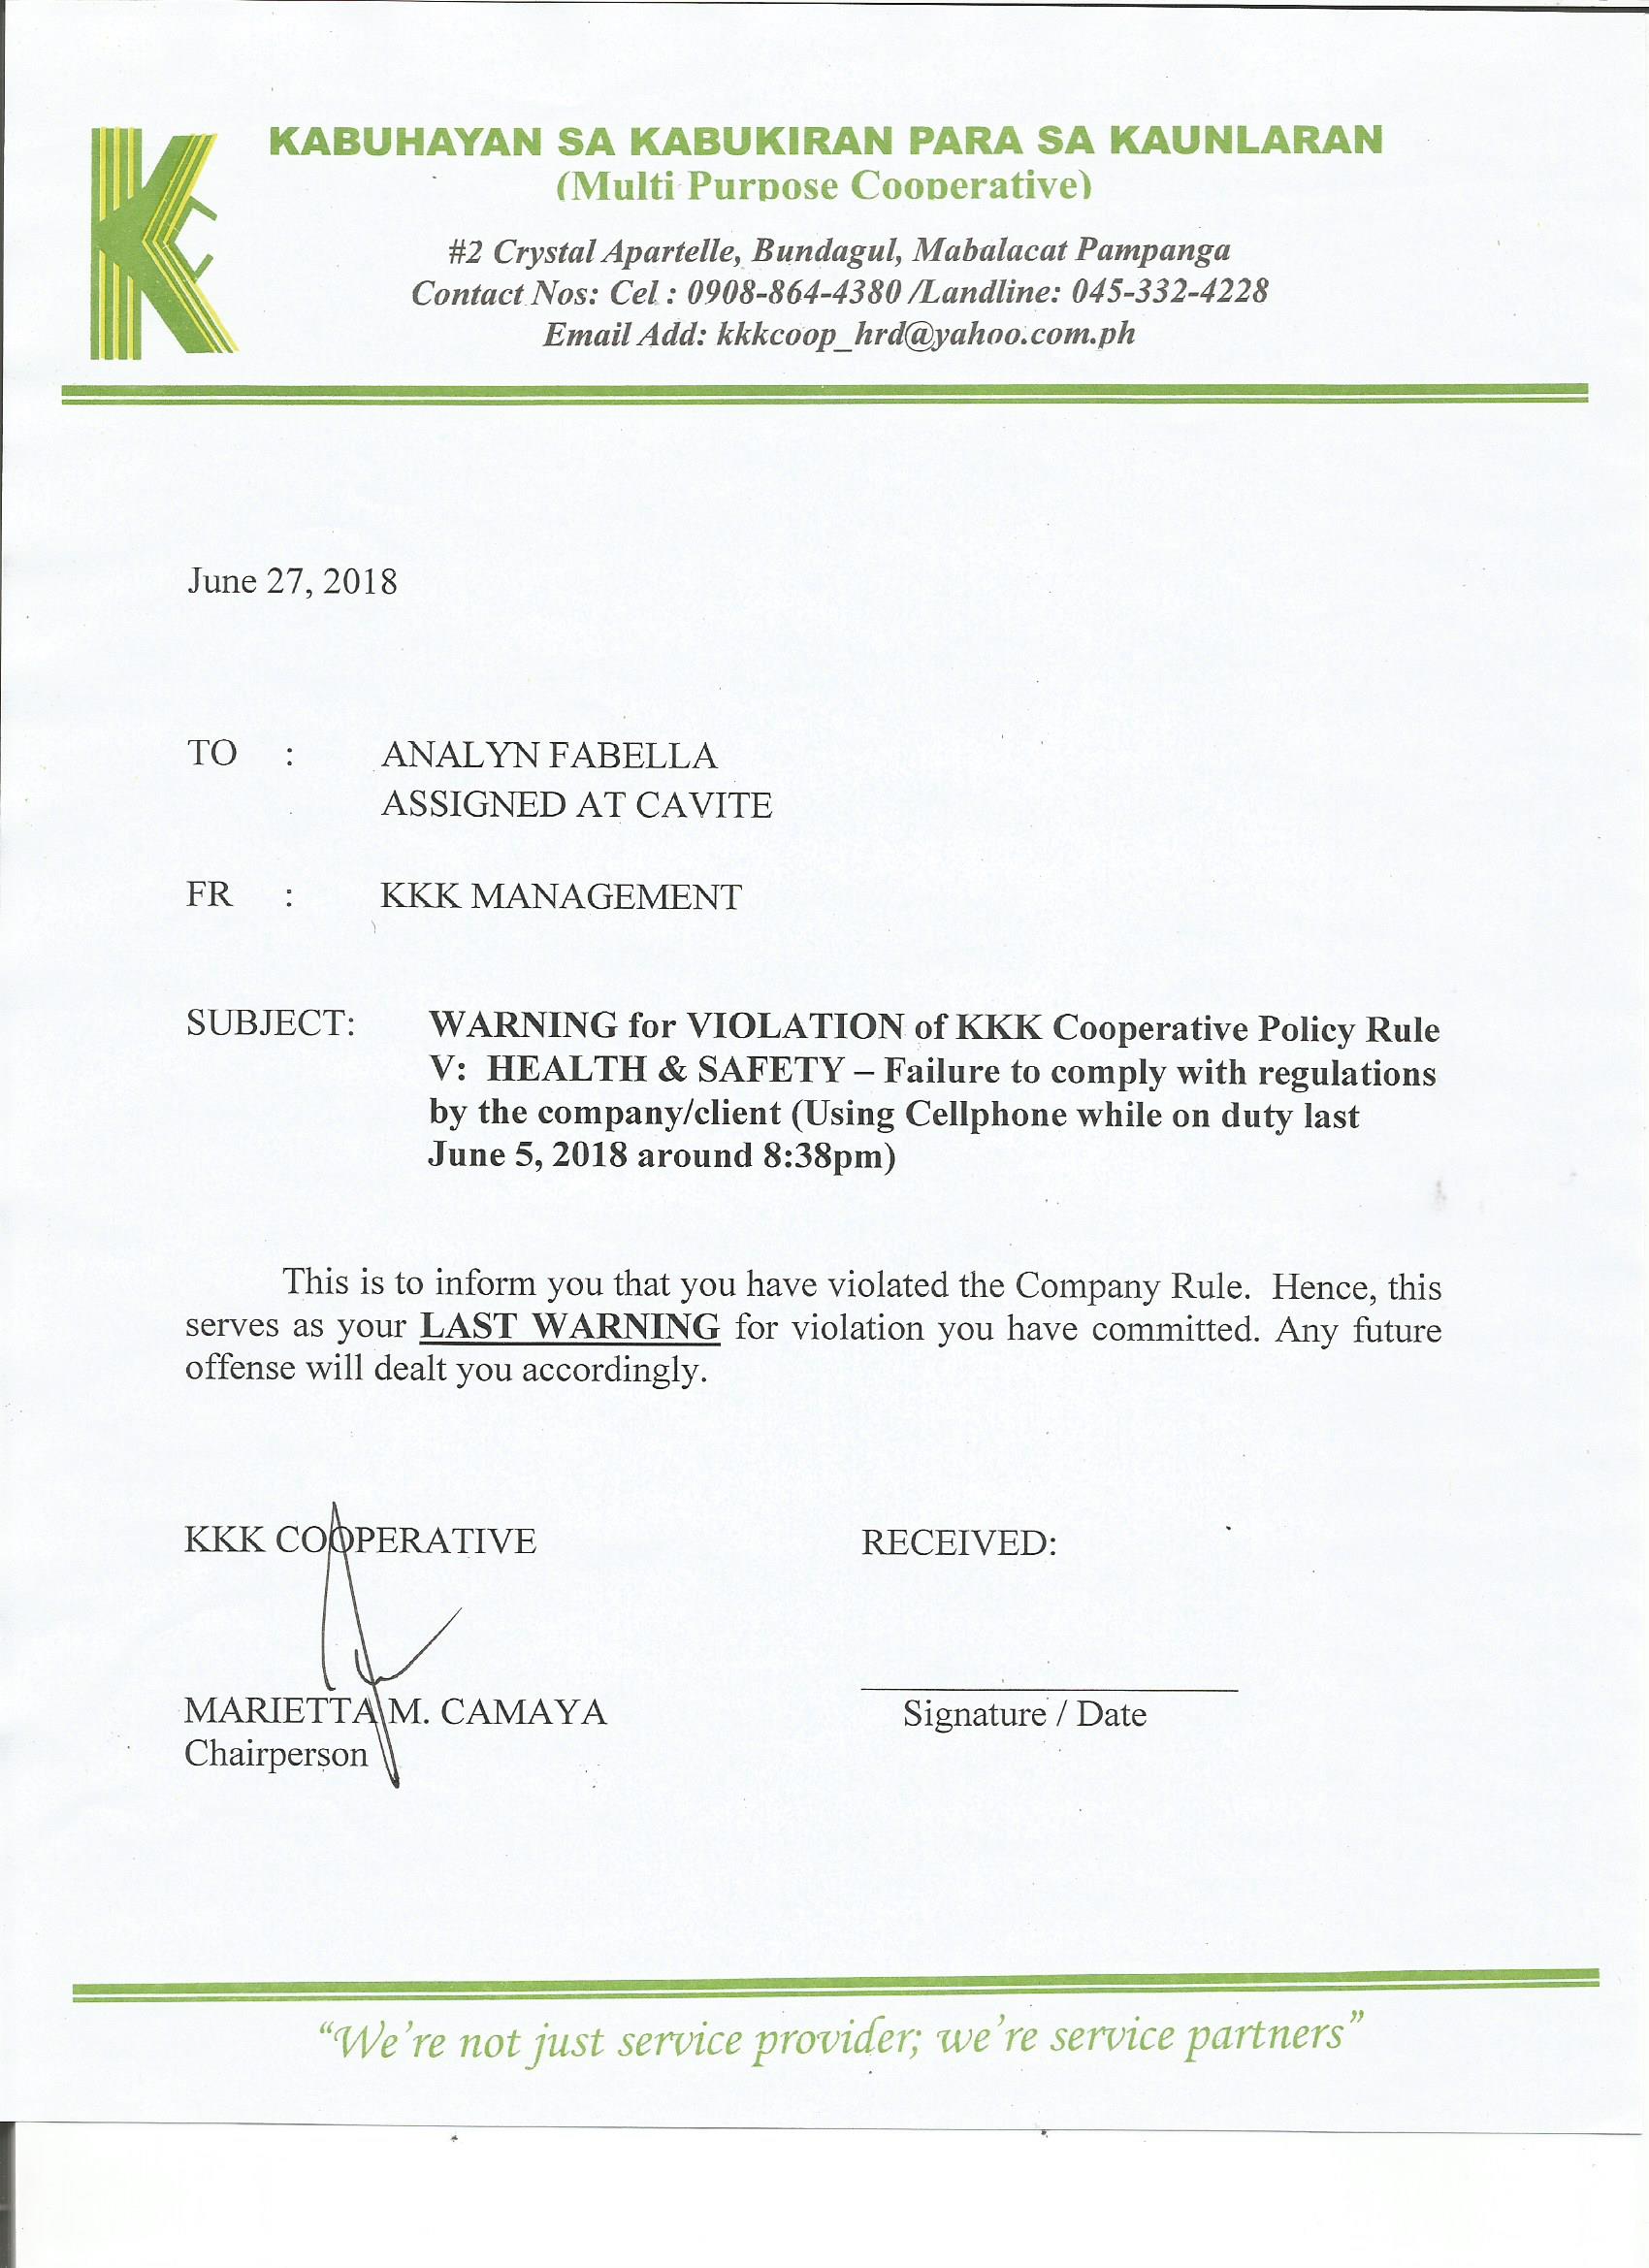 KABUHAYAN SA KABUKIRAN PARA SA KAUNLARAN
(Multi Purpose Cooperative)
#2 Crystal Apartelle, Bundagul, Mabalacat Pampanga
Contact Nos: Cel : 0908-864-4380 /Landline: 045-332-4228
Email Add: kkkcoop_hrd@yahoo.com.ph
June 27, 2018
TO : ANALYN FABELLA
ASSIGNED AT CAVITE
FR : KKK MANAGEMENT
SUBJECT: WARNING for VIOLATION of KKK Cooperative Policy Rule
V: HEALTH & SAFETY – Failure to comply with regulations
by the company/client (Using Cellphone while on duty last
June 5, 2018 around 8:38pm)
This is to inform you that you have violated the Company Rule. Hence, this
serves as your LAST WARNING for violation you have committed. Any future
offense will dealt you accordingly.
KKK COOPERATIVE RECEIVED:
MARIETTA M. CAMAYA Signature / Date
Chairperson
“We’re not just service provider; we’re service partners”